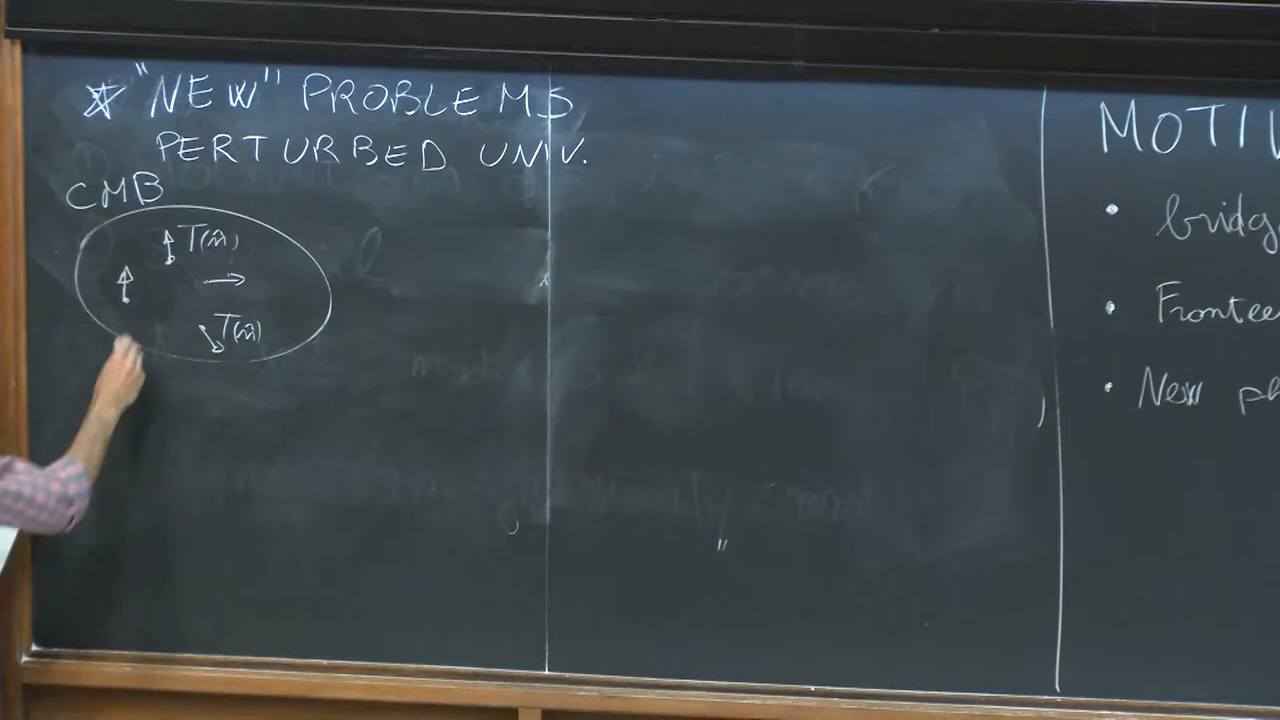 ☆ "NEW" PROBLEMS
PERTURBED UNIV.
CMB
T(n̂)
T(n̂)
MOTIV
• bridg
• Frontee
• New ph